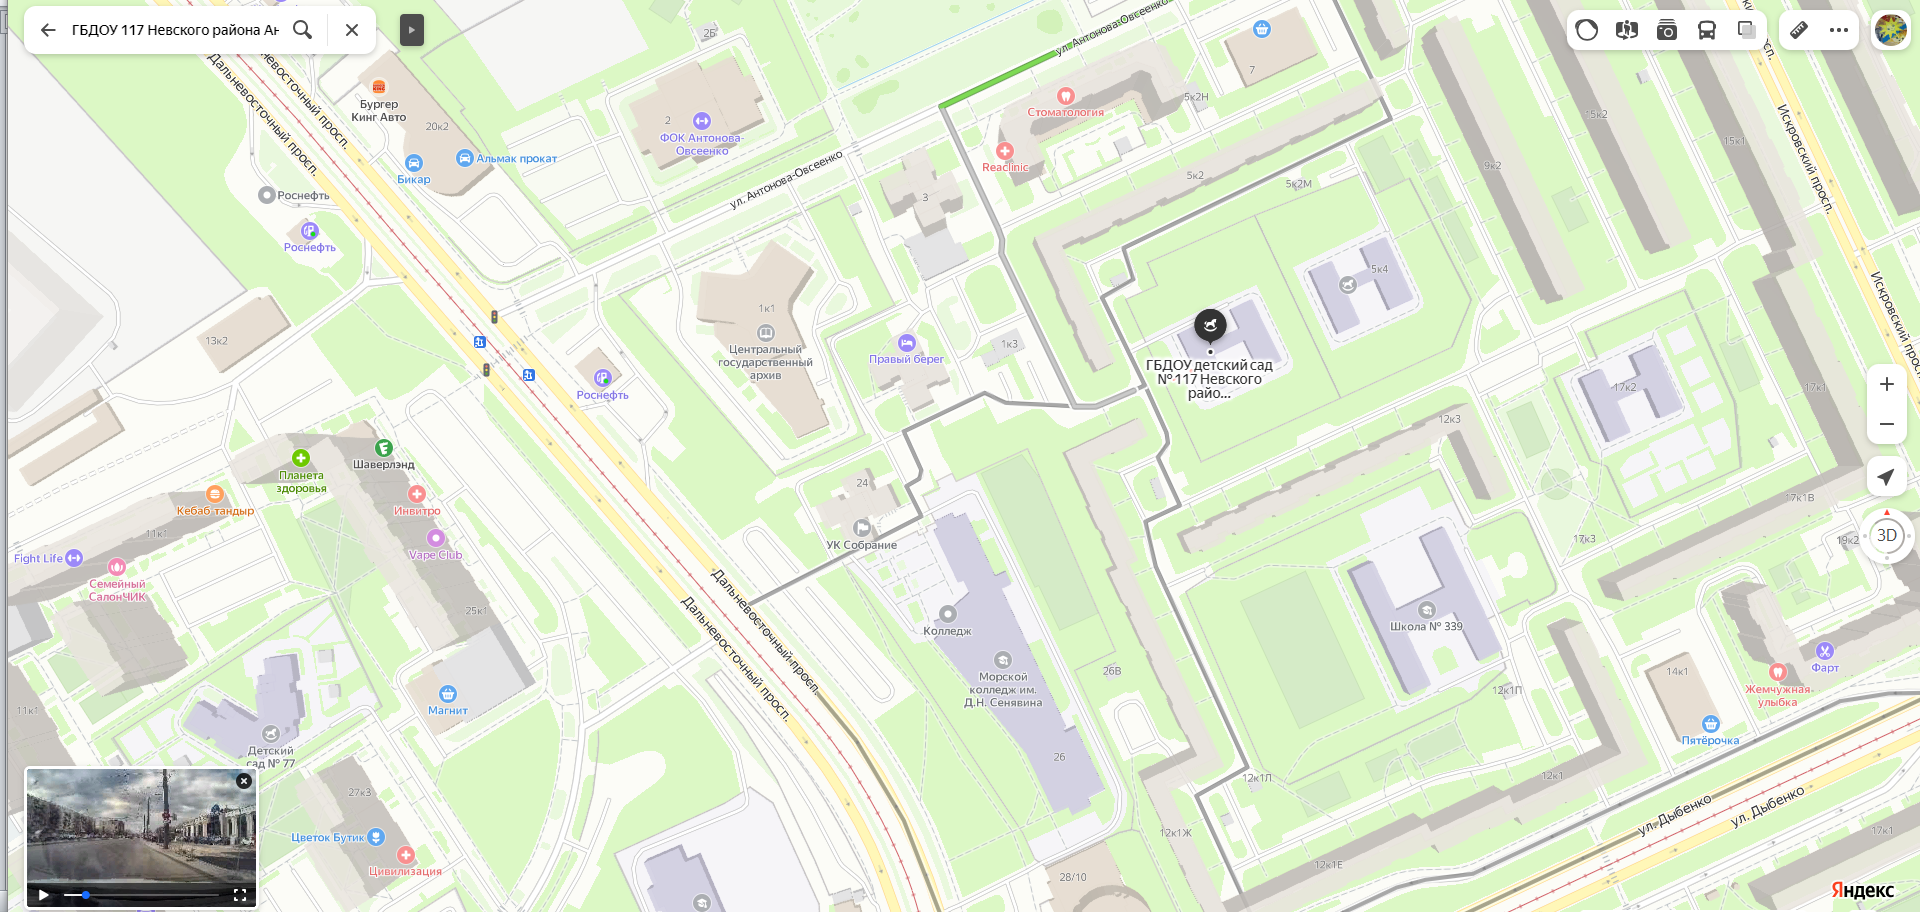 ГБДОУ 117 Невского района Ан
ул. Антонова-Овсеенко
2Б
7
Искровский просп.
Дальневосточный просп.
Дальневосточный просп.
Бургер
Кинг Авто
20к2
2
ФОК Антонова-
Овсеенко
Стоматология
5к2Н
15к2
15к1
Бикар
Альмак прокат
Reaclinic
9к2
Роснефть
ул. Антонова-Овсеенко
3
5к2
5к2М
Роснефть
5к4
Искровский просп.
1к1
13к2
Центральный
государственный
архив
Правый берег
1к3
ГБДОУ детский сад
№ 117 Невского
райо...
17к2
17к1
Роснефть
12к3
Шаверлэнд
Планета
здоровья
Кебаб тандыр
Инвитро
24
17к1В
11к1
УК Собрание
17к3
19к2
3D
Fight Life
Vape Club
Семейный
СалонЧИК
25к1
Дальневосточный просп.
Дальневосточный просп.
Колледж
Школа № 339
Морской
колледж им.
Д.Н. Сенявина
26В
14к1
Фарт
12к1П
Жемчужная
улыбка
Магнит
11к1
Пятёрочка
Детский
сад № 77
26
12к1Л
12к1
27к3
ул. Дыбенко
ул. Дыбенко
Цветок Бутик
12к1Ж
17к1
12к1Е
Цивилизация
28/10
Яндекс